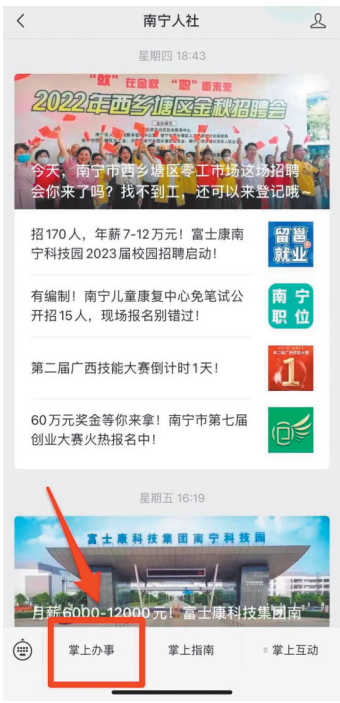 南宁人社
星期四 18:43
“就”在金秋 “职”面未来
2022年西乡塘区金秋招聘会
今天，南宁市西乡塘区零工市场这场招聘
会你来了吗？找不到工，还可以来登记哦~
招170人，年薪7-12万元！富士康南
宁科技园2023届校园招聘启动！
留邕
就业
有编制！南宁儿童康复中心免笔试公
开招15人，现场报名别错过！
南宁
职位
第二届广西技能大赛倒计时1天！
1
60万元奖金等你来拿！南宁市第七届
创业大赛火热报名中！
星期五 16:19
富士康科技集团南宁科技园
月薪6000-12000元！富士康科技集团南
掌上办事
掌上指南
掌上互动